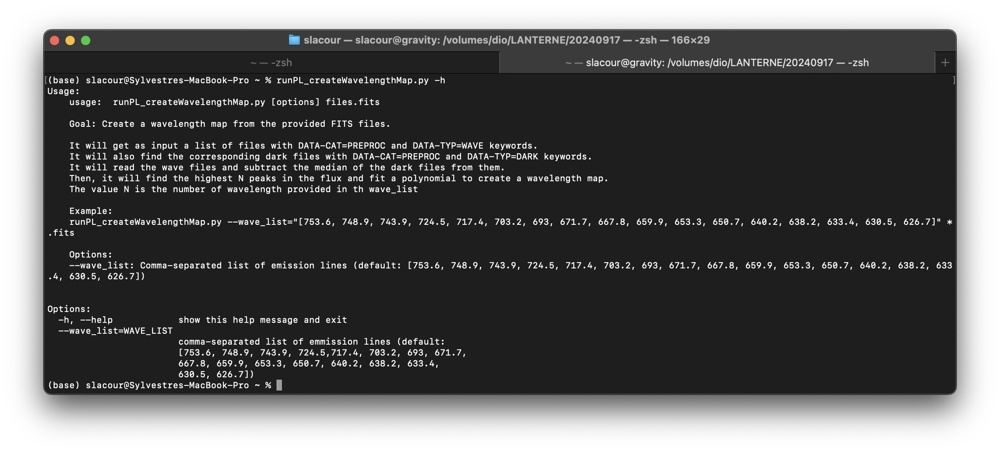 slacour — slacour@gravity: /volumes/dio/LANTERNE/20240917 — -zsh — 166×29
~ — -zsh
~ — slacour@gravity: /volumes/dio/LANTERNE/20240917 — -zsh
+
[(base) slacour@Sylvestres-MacBook-Pro ~ % runPL_createWavelengthMap.py -h ]
Usage:
    usage:  runPL_createWavelengthMap.py [options] files.fits

    Goal: Create a wavelength map from the provided FITS files.

    It will get as input a list of files with DATA-CAT=PREPROC and DATA-TYP=WAVE keywords.
    It will also find the corresponding dark files with DATA-CAT=PREPROC and DATA-TYP=DARK keywords.
    It will read the wave files and subtract the median of the dark files from them.
    Then, it will find the highest N peaks in the flux and fit a polynomial to create a wavelength map.
    The value N is the number of wavelength provided in th wave_list

    Example:
    runPL_createWavelengthMap.py --wave_list="[753.6, 748.9, 743.9, 724.5, 717.4, 703.2, 693, 671.7, 667.8, 659.9, 653.3, 650.7, 640.2, 638.2, 633.4, 630.5, 626.7]" *
.fits

    Options:
    --wave_list: Comma-separated list of emission lines (default: [753.6, 748.9, 743.9, 724.5, 717.4, 703.2, 693, 671.7, 667.8, 659.9, 653.3, 650.7, 640.2, 638.2, 633
.4, 630.5, 626.7])


Options:
  -h, --help            show this help message and exit
  --wave_list=WAVE_LIST
                        comma-separated list of emmission lines (default:
                        [753.6, 748.9, 743.9, 724.5,717.4, 703.2, 693, 671.7,
                        667.8, 659.9, 653.3, 650.7, 640.2, 638.2, 633.4,
                        630.5, 626.7])
(base) slacour@Sylvestres-MacBook-Pro ~ %